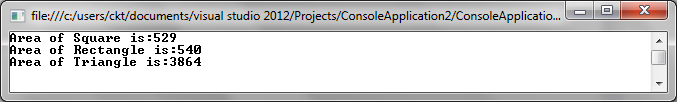 file:///c:/users/ckt/documents/visual studio 2012/Projects/ConsoleApplication2/ConsoleApplicatio...
Area of Square is:529
Area of Rectangle is:540
Area of Triangle is:3864